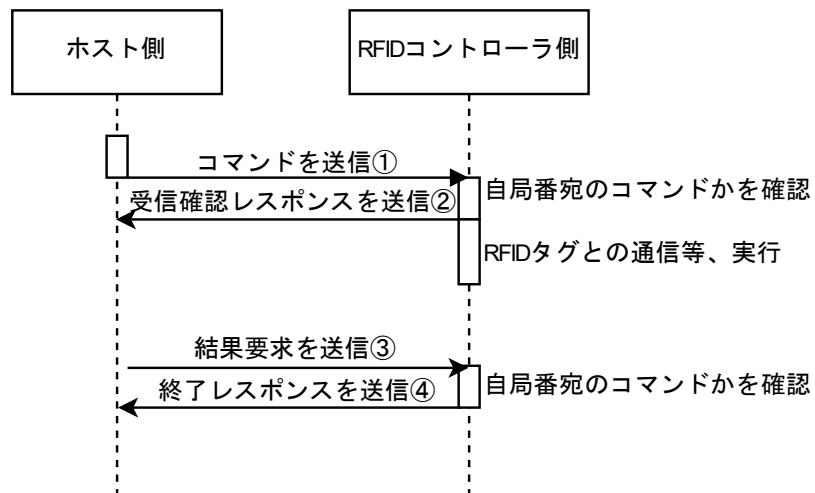 ホスト側
RFIDコントローラ側
コマンドを送信①
自局番宛のコマンドかを確認
受信確認レスポンスを送信②
RFIDタグとの通信等、実行
結果要求を送信③
自局番宛のコマンドかを確認
終了レスポンスを送信④